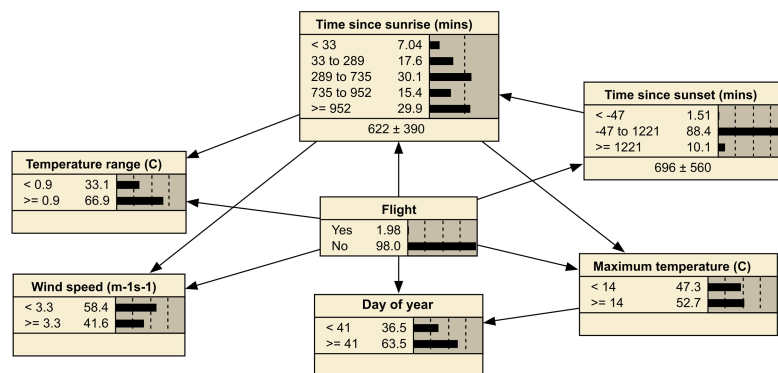 Time since sunrise (mins)
< 33 7.04
33 to 289 17.6
289 to 735 30.1
735 to 952 15.4
>= 952 29.9
622 ± 390
Time since sunset (mins)
< -47 1.51
-47 to 1221 88.4
>= 1221 10.1
696 ± 560
Temperature range (C)
< 0.9 33.1
>= 0.9 66.9
Flight
Yes 1.98
No 98.0
Wind speed (m-1s-1)
< 3.3 58.4
>= 3.3 41.6
Day of year
< 41 36.5
>= 41 63.5
Maximum temperature (C)
< 14 47.3
>= 14 52.7